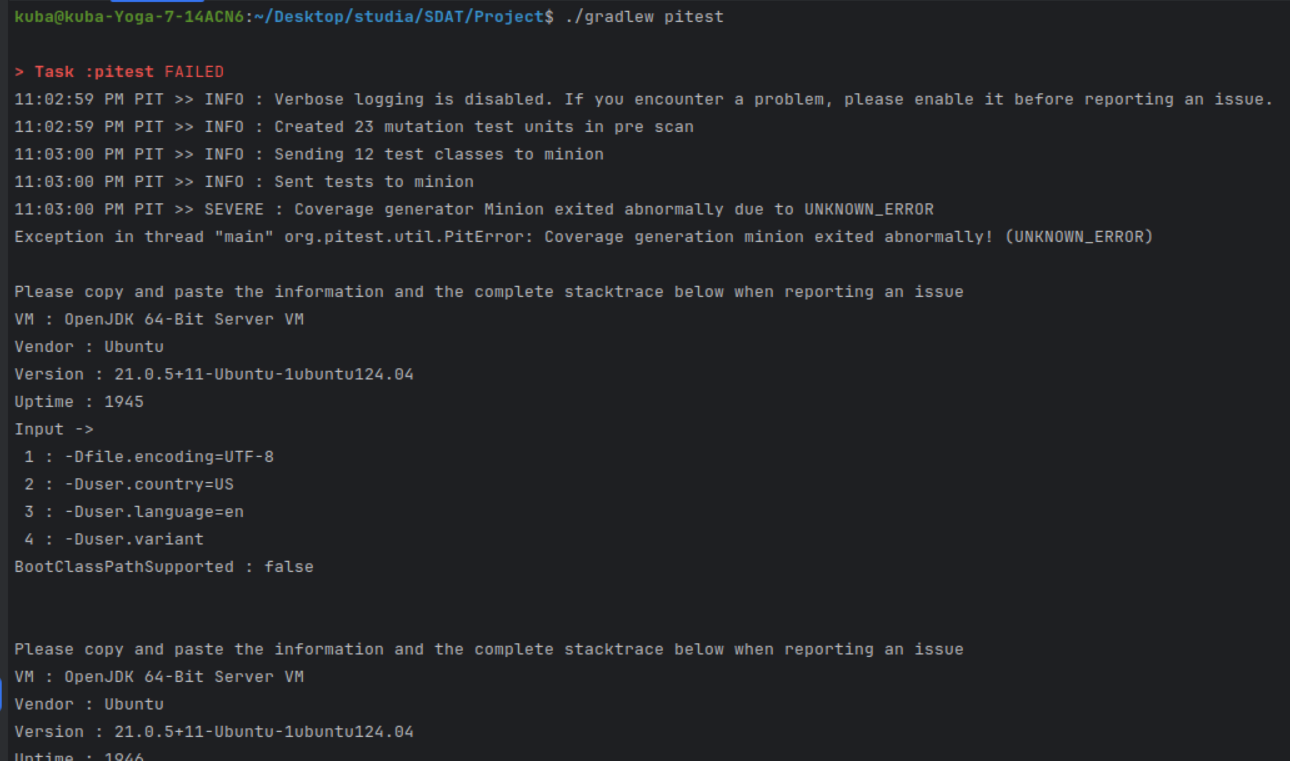 kuba@kuba-Yoga-7-14ACN6:~/Desktop/studia/SDAT/Project$ ./gradlew pitest
> Task :pitest FAILED
11:02:59 PM PIT >> INFO : Verbose logging is disabled. If you encounter a problem, please enable it before reporting an issue.
11:02:59 PM PIT >> INFO : Created 23 mutation test units in pre scan
11:03:00 PM PIT >> INFO : Sending 12 test classes to minion
11:03:00 PM PIT >> INFO : Sent tests to minion
11:03:00 PM PIT >> SEVERE : Coverage generator Minion exited abnormally due to UNKNOWN_ERROR
Exception in thread "main" org.pitest.util.PitError: Coverage generation minion exited abnormally! (UNKNOWN_ERROR)
Please copy and paste the information and the complete stacktrace below when reporting an issue
VM : OpenJDK 64-Bit Server VM
Vendor : Ubuntu
Version : 21.0.5+11-Ubuntu-1ubuntu124.04
Uptime : 1945
Input ->
1 : -Dfile.encoding=UTF-8
2 : -Duser.country=US
3 : -Duser.language=en
4 : -Duser.variant
BootClassPathSupported : false
Please copy and paste the information and the complete stacktrace below when reporting an issue
VM : OpenJDK 64-Bit Server VM
Vendor : Ubuntu
Version : 21.0.5+11-Ubuntu-1ubuntu124.04
Uptime : 1946